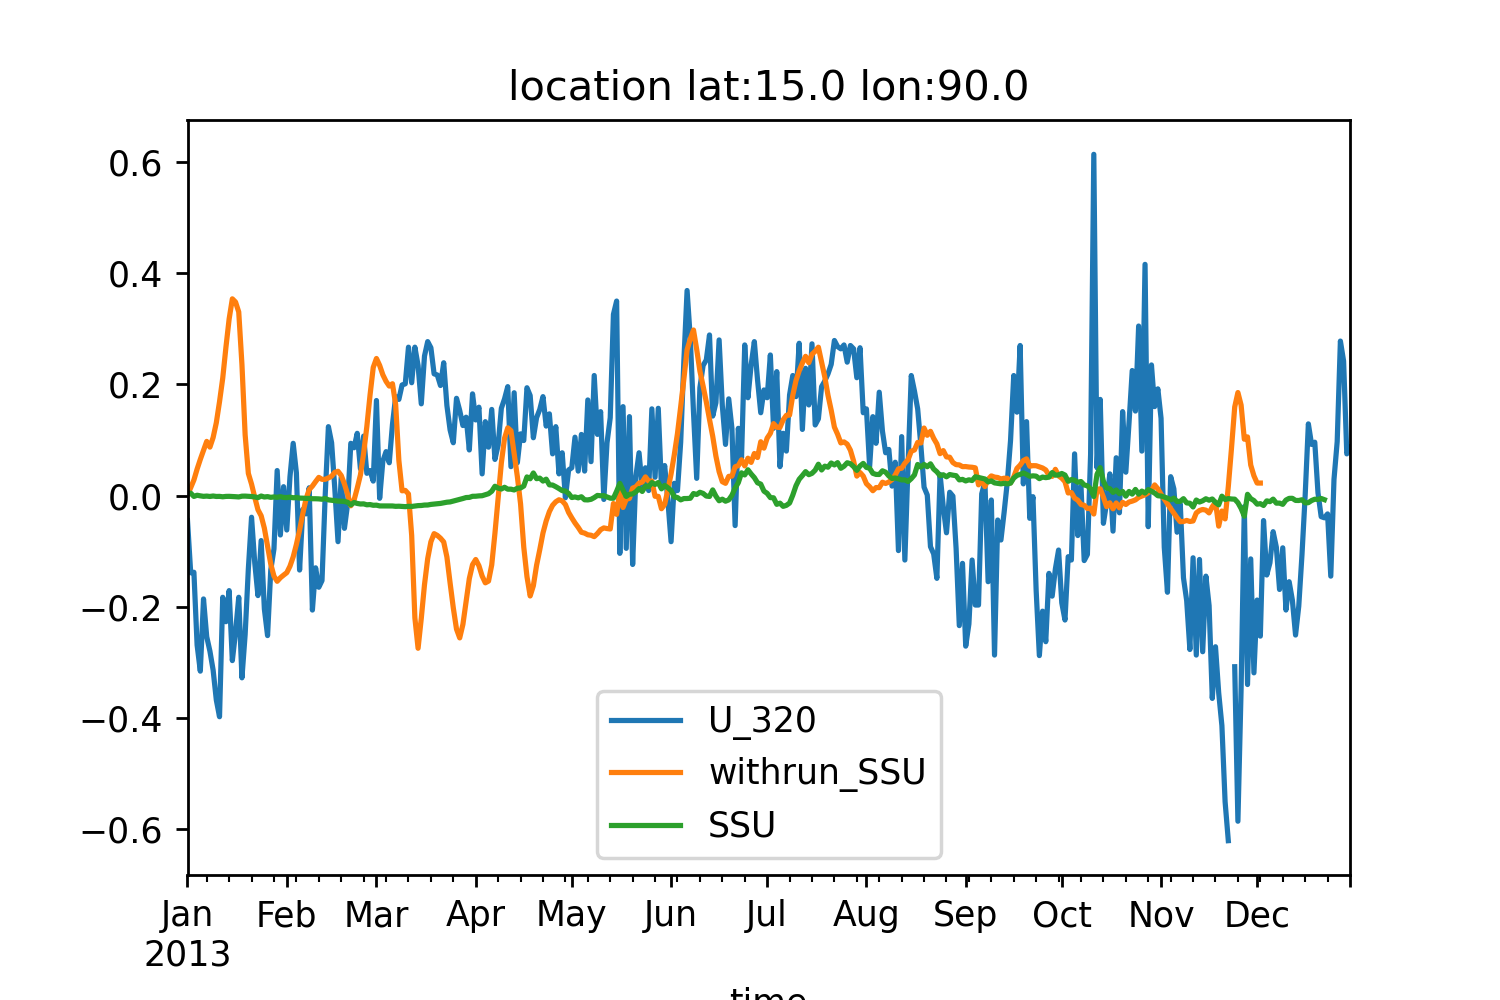 location lat:15.0 lon:90.0
0.6
0.4
0.2
0.0
−0.2
−0.4
−0.6
U_320
withrun_SSU
SSU
Jan Feb Mar Apr May Jun Jul Aug Sep Oct Nov Dec
2013
time